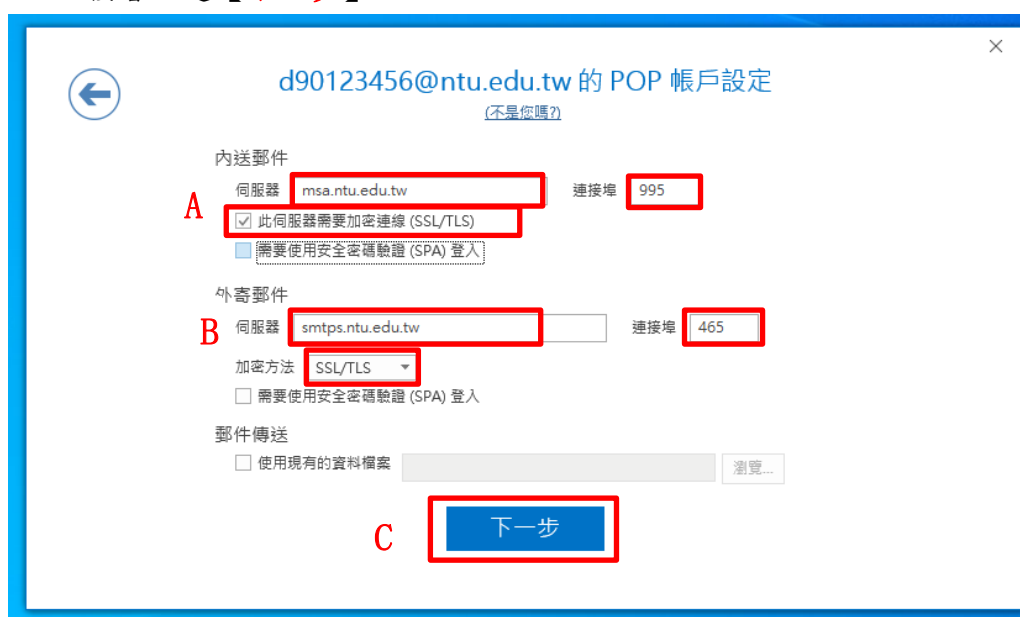 d90123456@ntu.edu.tw 的 POP 帳戶設定
(不是您嗎?)
內送郵件
A 伺服器 msa.ntu.edu.tw 連接埠 995
此伺服器需要加密連線 (SSL/TLS)
需要使用安全密碼驗證 (SPA) 登入
外寄郵件
B 伺服器 smtps.ntu.edu.tw 連接埠 465
加密方法 SSL/TLS
需要使用安全密碼驗證 (SPA) 登入
郵件傳送
使用現有的資料檔案 瀏覽...
C 下一步